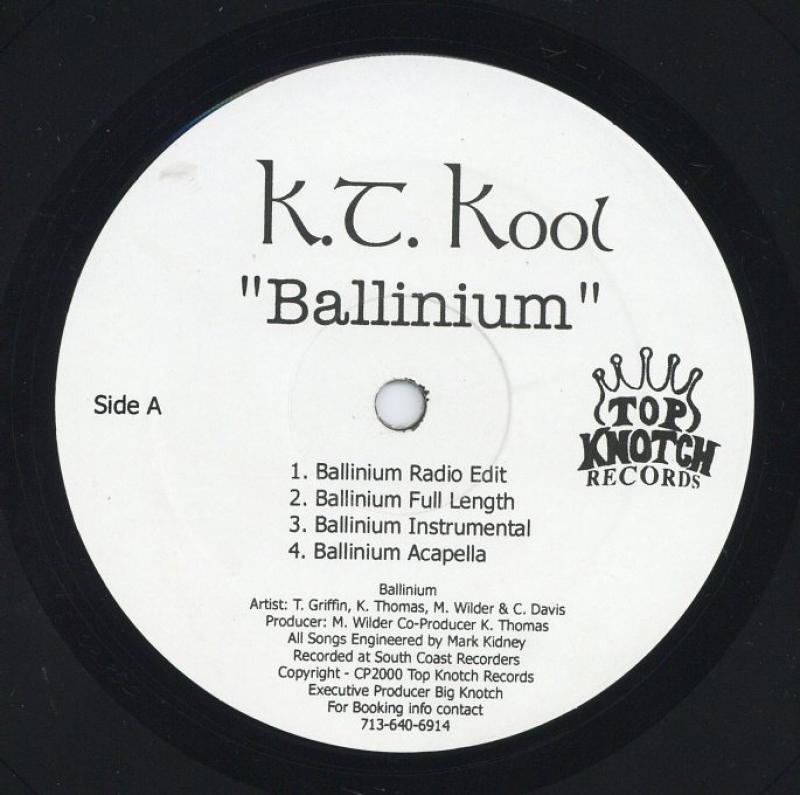 K.T. Kool
"Ballinium"
Side A
TOP
KNOTCH
RECORDS
1. Ballinium Radio Edit
2. Ballinium Full Length
3. Ballinium Instrumental
4. Ballinium Acapella
Ballinium
Artist: T. Griffin, K. Thomas, M. Wilder & C. Davis
Producer: M. Wilder Co-Producer K. Thomas
All Songs Engineered by Mark Kidney
Recorded at South Coast Recorders
Copyright - CP2000 Top Knotch Records
Executive Producer Big Knotch
For Booking info contact
713-640-6914